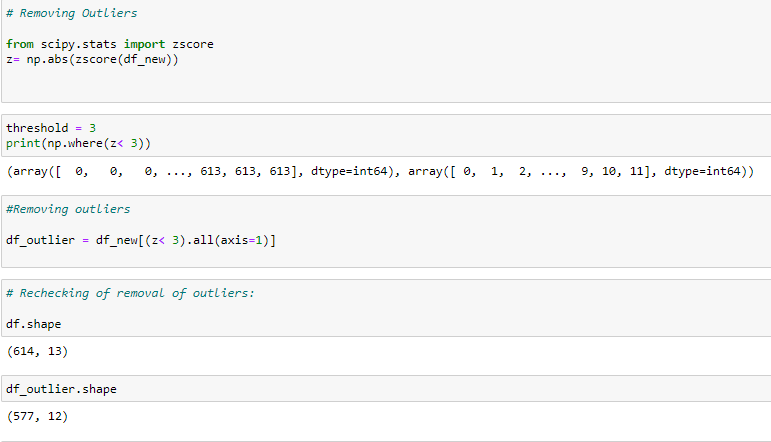 # Removing Outliers
from scipy.stats import zscore
z= np.abs(zscore(df_new))
threshold = 3
print(np.where(z< 3))
(array([  0,   0,   0, ..., 613, 613, 613], dtype=int64), array([ 0,  1,  2, ...,  9, 10, 11], dtype=int64))
#Removing outliers
df_outlier = df_new[(z< 3).all(axis=1)]
# Rechecking of removal of outliers:
df.shape
(614, 13)
df_outlier.shape
(577, 12)